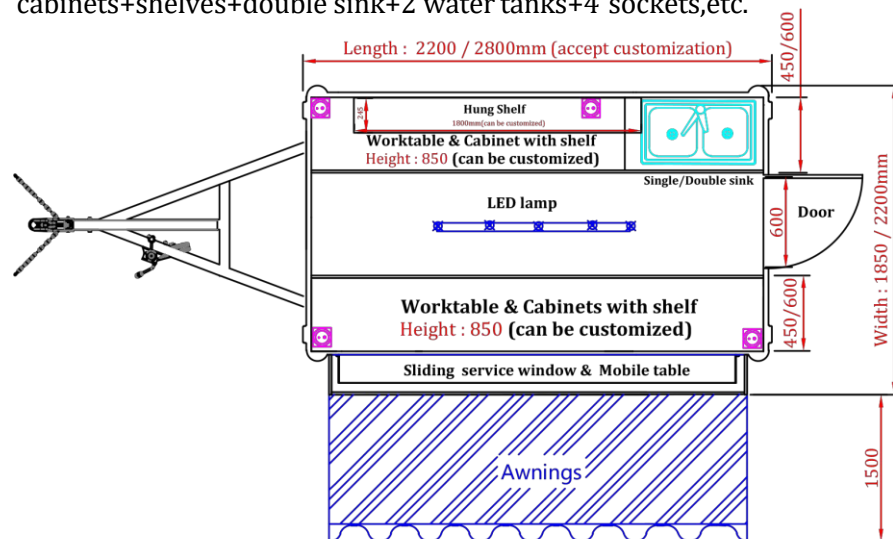 cabinets+shelves+double sink+2 water tanks+4 sockets,etc.
Length : 2200 / 2800mm (accept customization)
450/600
Hung Shelf
245
1800mm(can be customized)
Worktable & Cabinet with shelf
Height : 850 (can be customized)
Single/Double sink
LED lamp
600
Door
Width : 1850 / 2200mm
Worktable & Cabinets with shelf
Height : 850 (can be customized)
450/600
Sliding service window & Mobile table
Awnings
1500